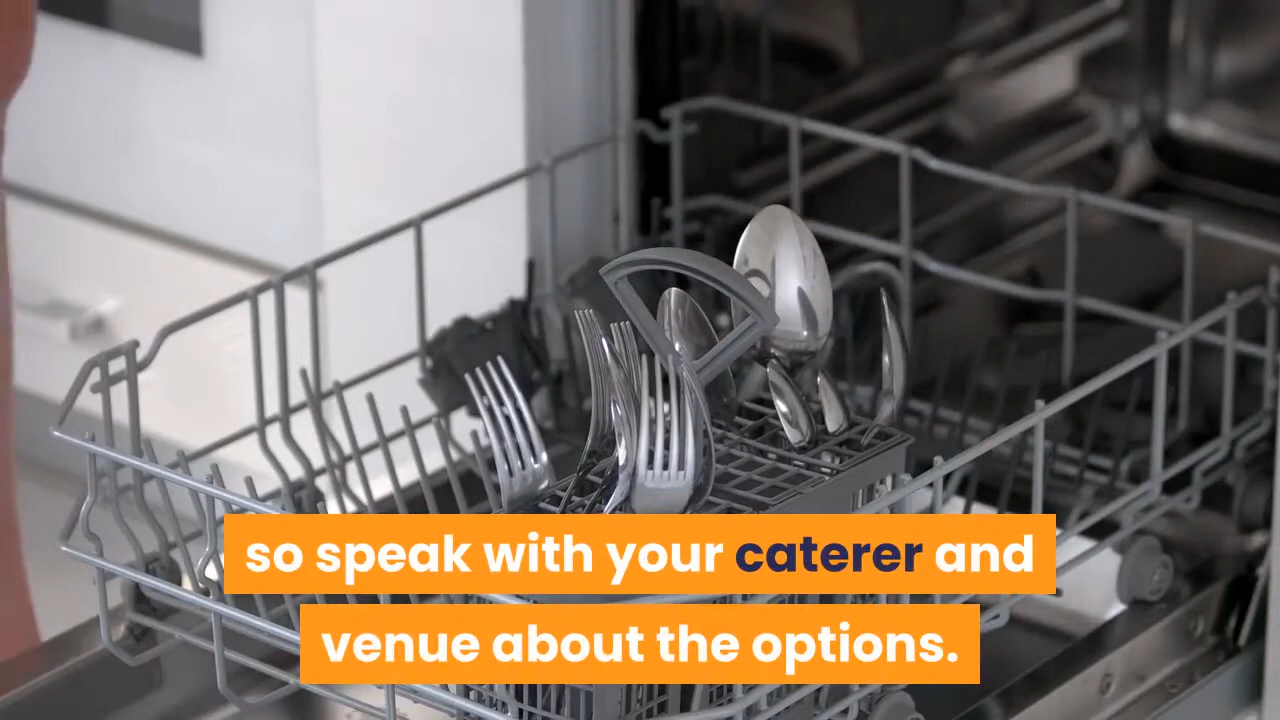 so speak with your caterer and
venue about the options.